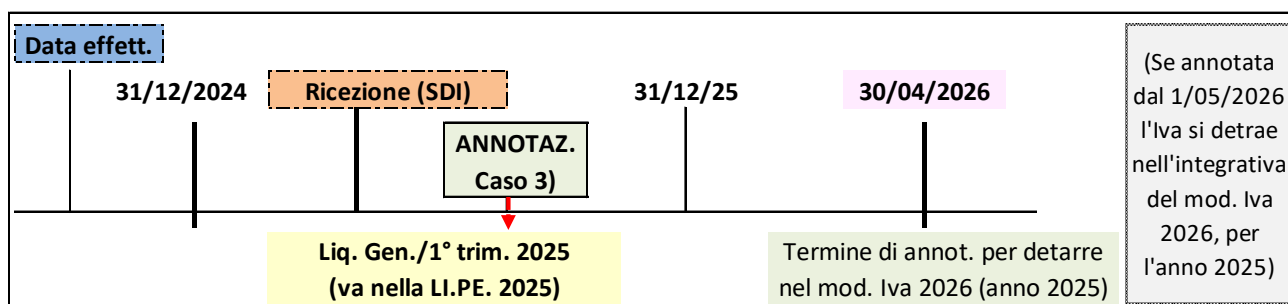 Data effett.
31/12/2024
Ricezione (SDI)
31/12/25
30/04/2026
ANNOTAZ.
Caso 3)
Liq. Gen./1° trim. 2025
(va nella LI.PE. 2025)
Termine di annot. per detarre
nel mod. Iva 2026 (anno 2025)
(Se annotata
dal 1/05/2026
l'Iva si detrae
nell'integrativa
del mod. Iva
2026, per
l'anno 2025)